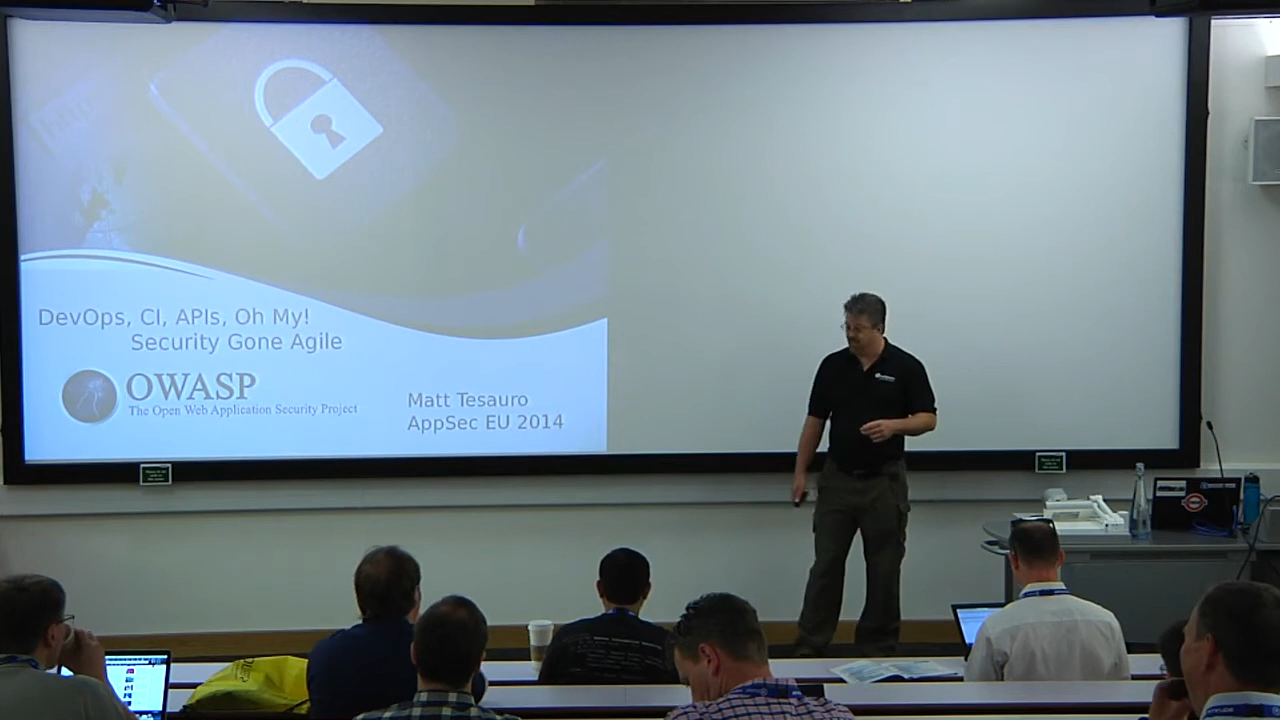 DevOps, CI, APIs, Oh My!
Security Gone Agile
OWASP
The Open Web Application Security Project
Matt Tesauro
AppSec EU 2014